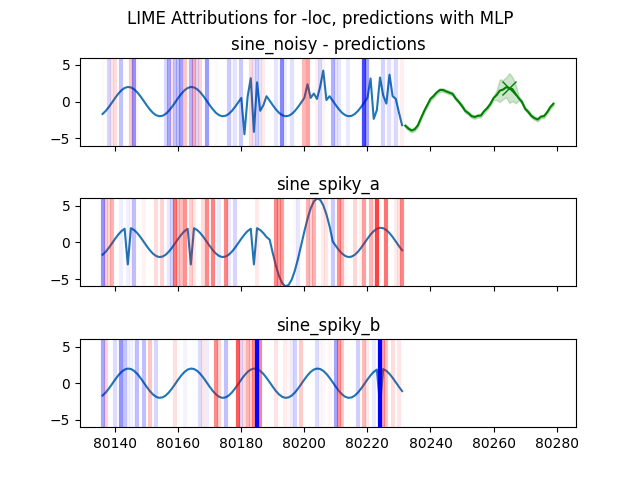 LIME Attributions for -loc, predictions with MLP
sine_noisy - predictions
5
0
−5
sine_spiky_a
5
0
−5
sine_spiky_b
5
0
−5
80140 80160 80180 80200 80220 80240 80260 80280